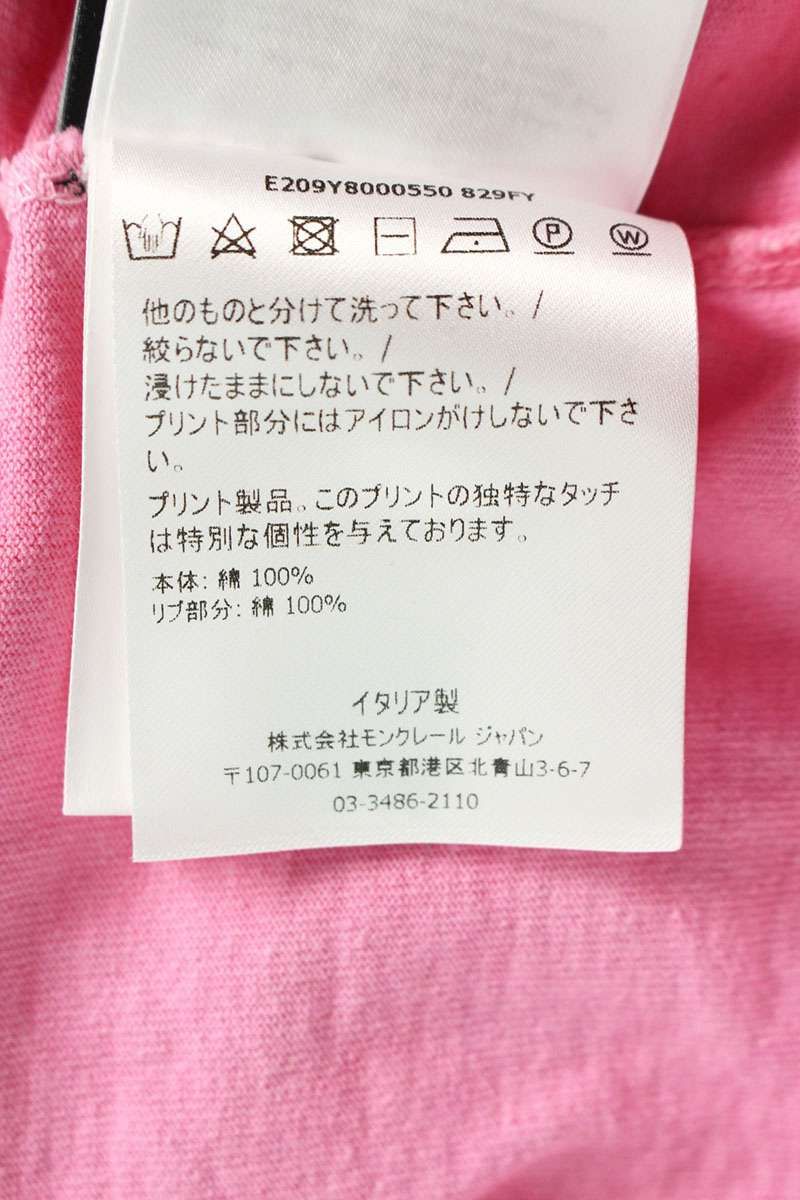 E209Y8000550 829FY
P W
他のものと分けて洗って下さい。/
絞らないで下さい。/
浸けたままにしないで下さい。/
プリント部分にはアイロンがけしないで下さ
い。
プリント製品。このプリントの独特なタッチ
は特別な個性を与えております。
本体: 綿 100%
リブ部分: 綿 100%
イタリア製
株式会社モンクレール ジャパン
〒107-0061 東京都港区北青山3-6-7
03-3486-2110